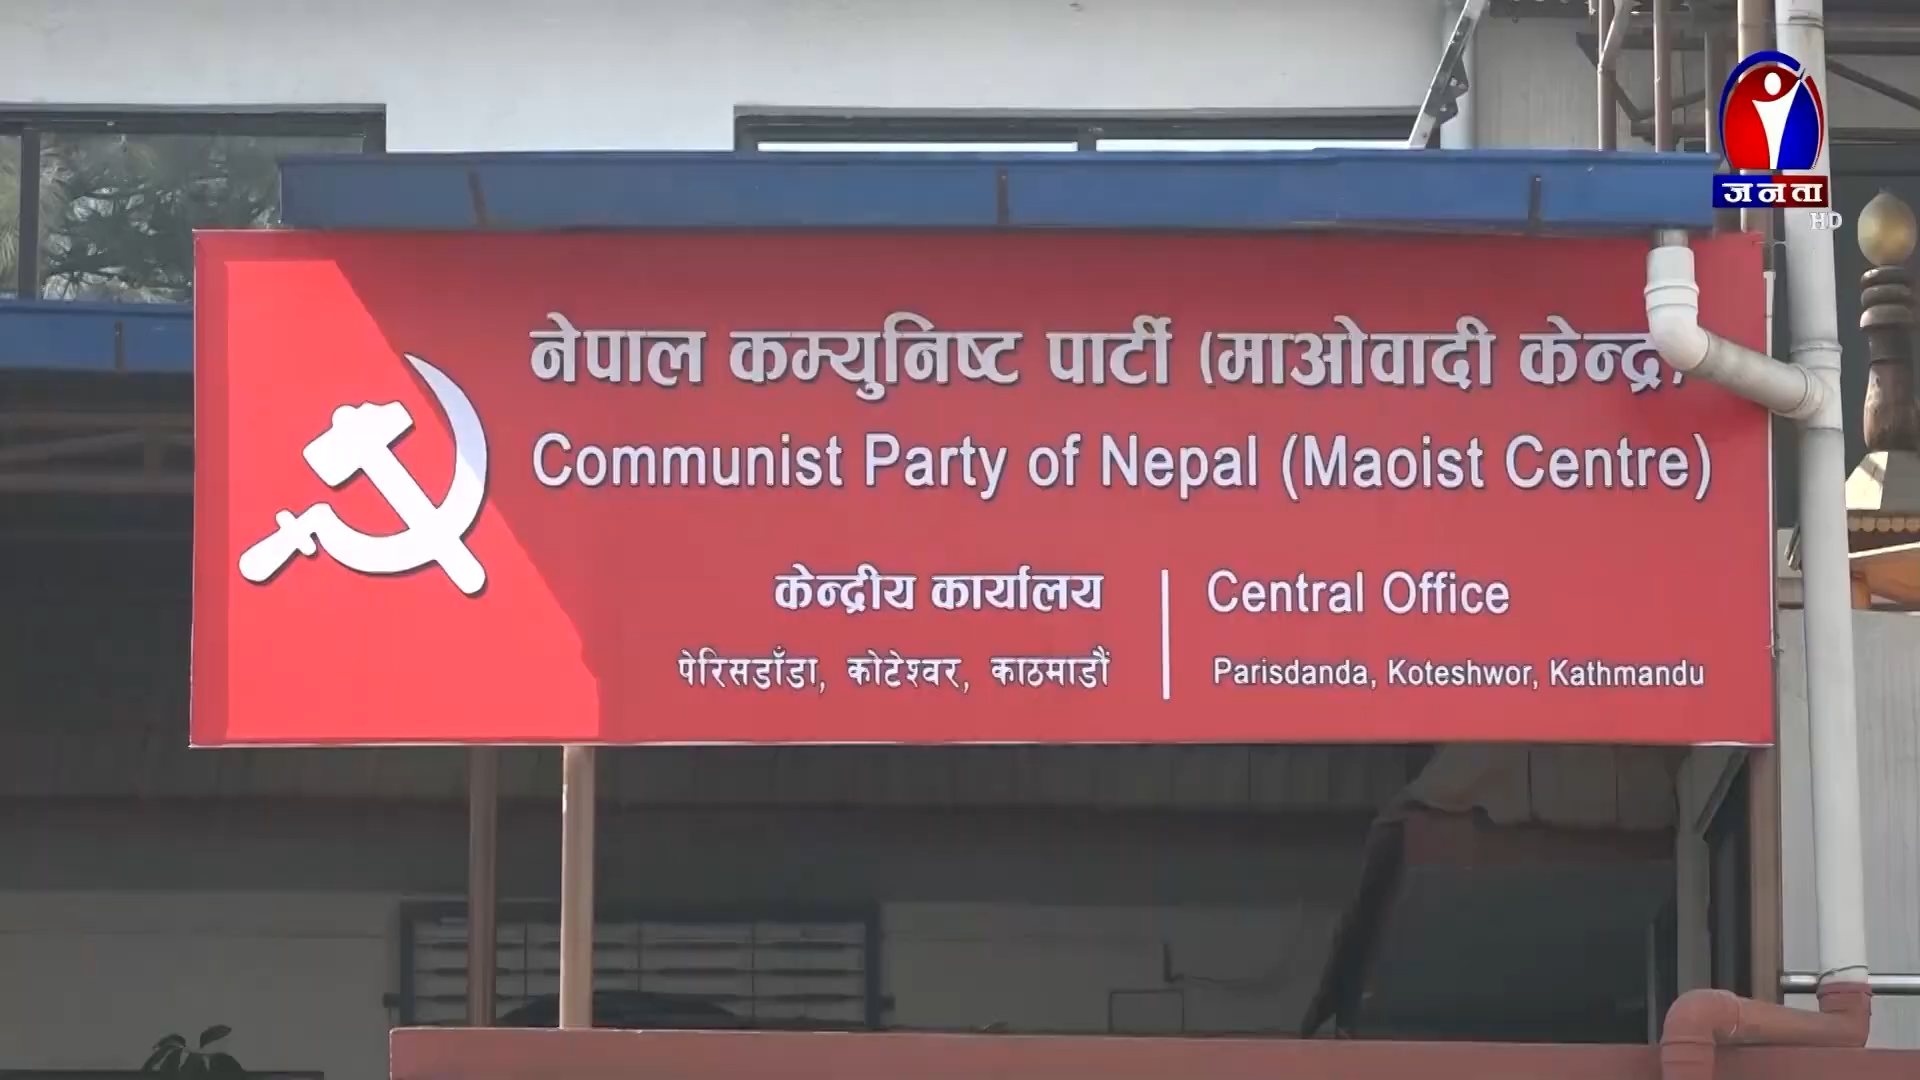 नेपाल कम्युनिष्ट पार्टी (माओवादी केन्द्र)
Communist Party of Nepal (Maoist Centre)
केन्द्रीय कार्यालय
पेरिसडाँडा, कोटेश्वर, काठमाडौं
Central Office
Parisdanda, Koteshwor, Kathmandu
जनता
HD